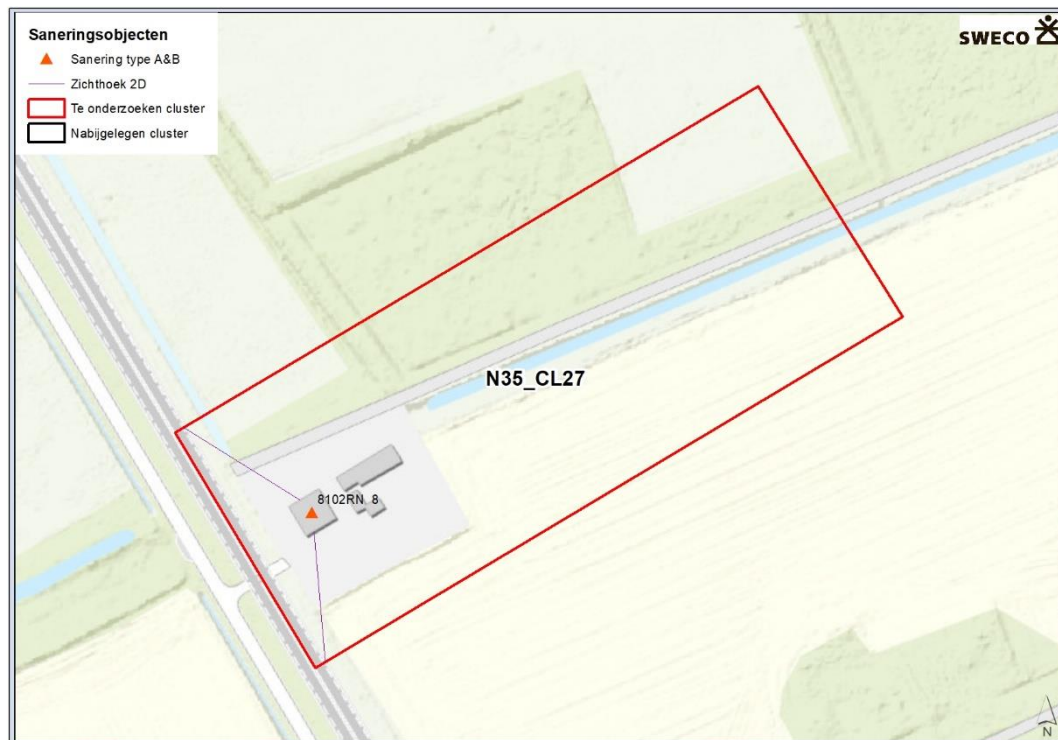 Saneringsobjecten
Sanering type A&B
Zichthoek 2D
Te onderzoeken cluster
Nabijgelegen cluster
SWECO
N35_CL27
8102RN_8
N